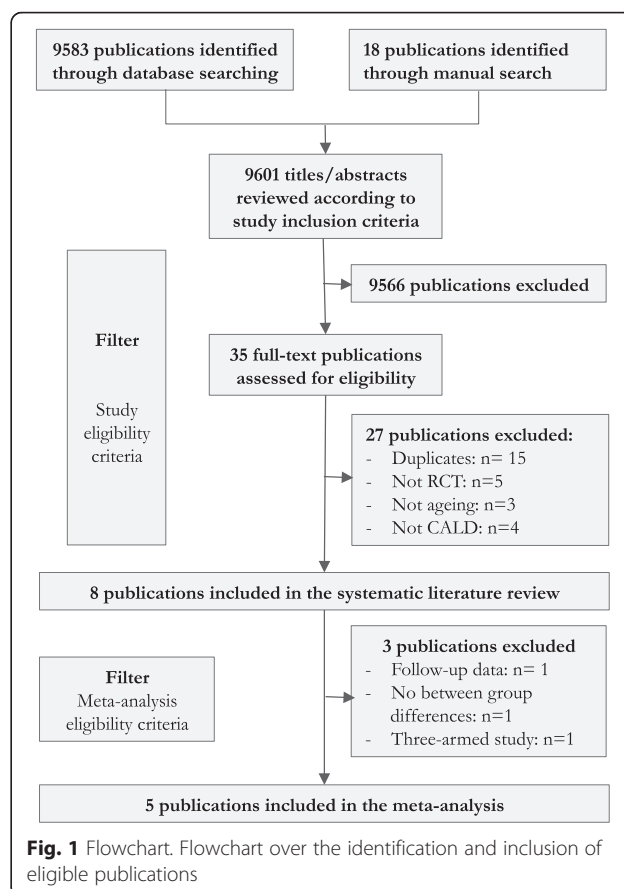 9583 publications identified
through database searching
18 publications identified
through manual search
9601 titles/abstracts
reviewed according to
study inclusion criteria
9566 publications excluded
Filter
Study
eligibility
criteria
35 full-text publications
assessed for eligibility
27 publications excluded:
- Duplicates: n= 15
- Not RCT: n=5
- Not ageing: n=3
- Not CALD: n=4
8 publications included in the systematic literature review
Filter
Meta-analysis
eligibility criteria
3 publications excluded
- Follow-up data: n= 1
- No between group
differences: n=1
- Three-armed study: n=1
5 publications included in the meta-analysis
Fig. 1 Flowchart. Flowchart over the identification and inclusion of
eligible publications